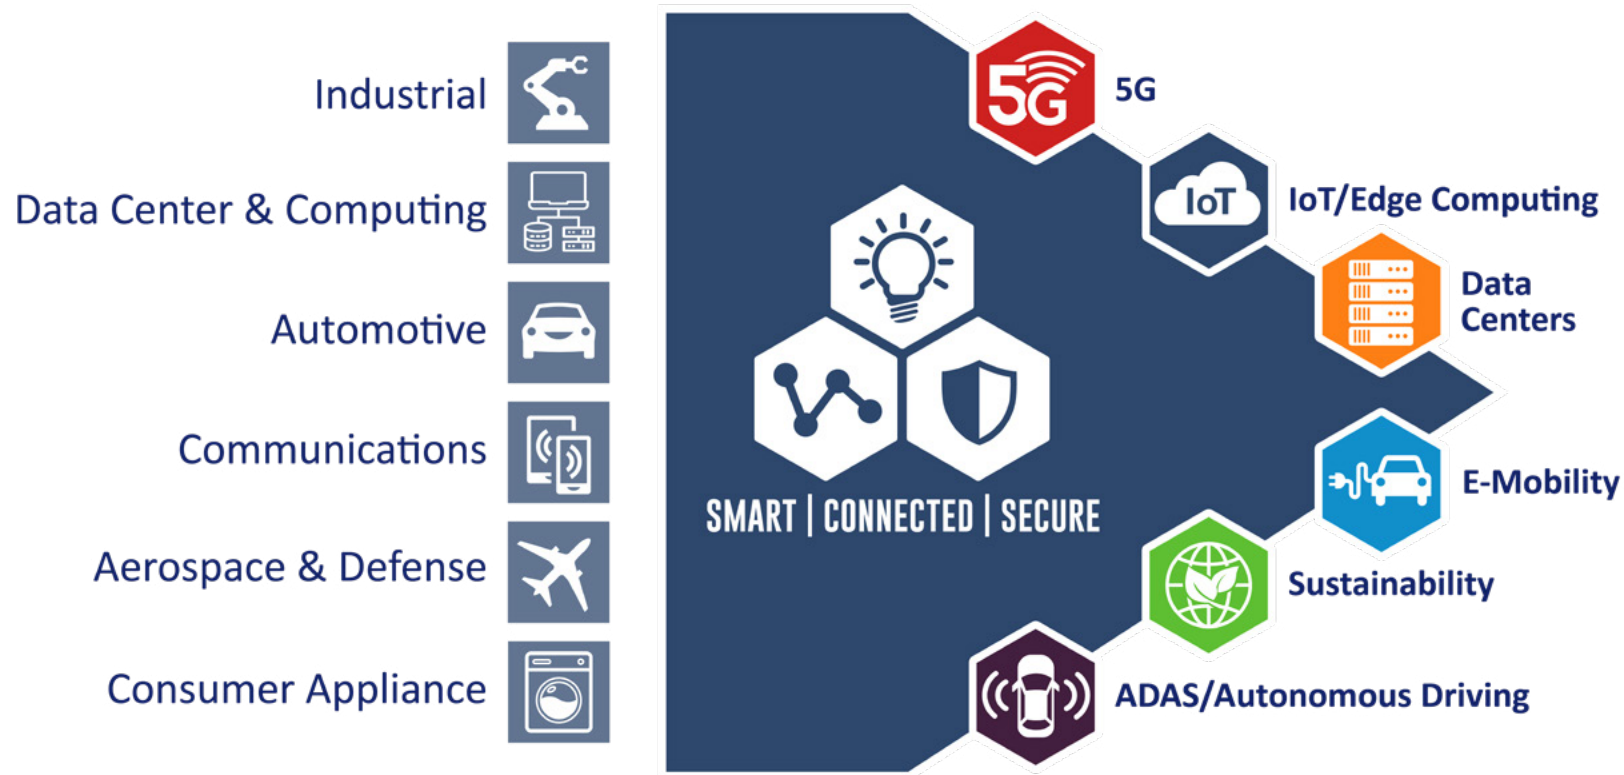 Industrial
Data Center & Computing
Automotive
Communications
Aerospace & Defense
Consumer Appliance
SMART | CONNECTED | SECURE
5G
5G
IoT
IoT/Edge Computing
Data
Centers
E-Mobility
Sustainability
ADAS/Autonomous Driving